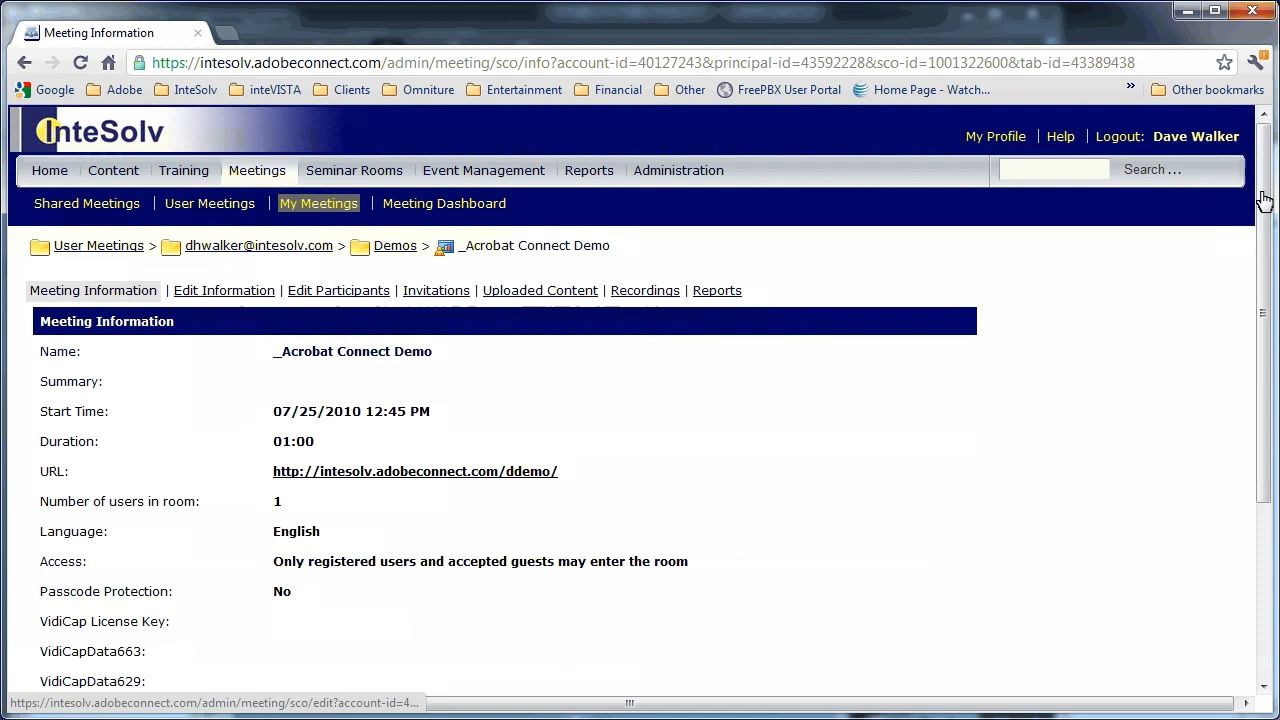 Meeting Information
https://intesolv.adobeconnect.com/admin/meeting/sco/info?account-id=40127243&principal-id=43592228&sco-id=1001322600&tab-id=43389438
Google Adobe InteSolv inteVISTA Clients Omniture Entertainment Financial Other FreePBX User Portal Home Page - Watch... » Other bookmarks
InteSolv
My Profile | Help | Logout: Dave Walker
Home Content Training Meetings Seminar Rooms Event Management Reports Administration Search ...
Shared Meetings | User Meetings | My Meetings | Meeting Dashboard
User Meetings > dhwalker@intesolv.com > Demos > _Acrobat Connect Demo
Meeting Information | Edit Information | Edit Participants | Invitations | Uploaded Content | Recordings | Reports
Meeting Information
Name: _Acrobat Connect Demo
Summary:
Start Time: 07/25/2010 12:45 PM
Duration: 01:00
URL: http://intesolv.adobeconnect.com/ddemo/
Number of users in room: 1
Language: English
Access: Only registered users and accepted guests may enter the room
Passcode Protection: No
VidiCap License Key:
VidiCapData663:
VidiCapData629:
https://intesolv.adobeconnect.com/admin/meeting/sco/edit?account-id=4...